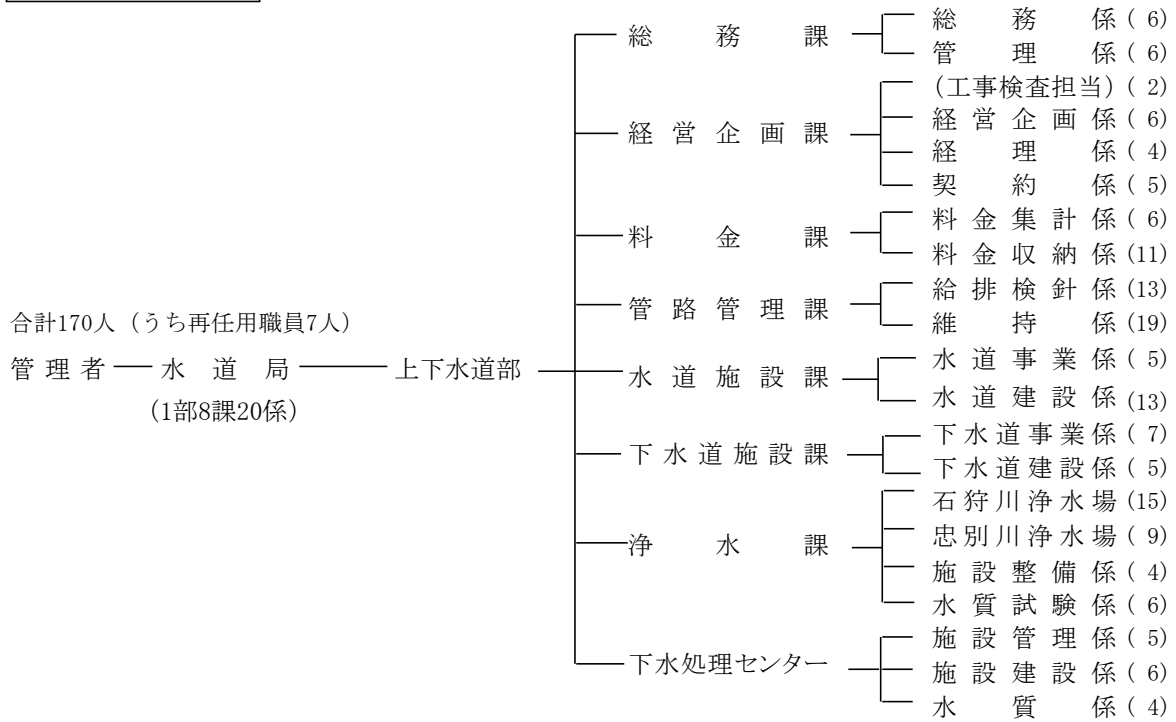 総務課
総務係( 6)
管理係( 6)
経営企画課
(工事検査担当)( 2)
経営企画係( 6)
経理係( 4)
契約係( 5)
料金課
料金集計係( 6)
料金収納係(11)
管路管理課
給排検針係(13)
維持係(19)
合計170人（うち再任用職員7人）
管理者
水道局
(1部8課20係)
上下水道部
水道施設課
水道事業係( 5)
水道建設係(13)
下水道施設課
下水道事業係( 7)
下水道建設係( 5)
浄水課
石狩川浄水場(15)
忠別川浄水場( 9)
施設整備係( 4)
水質試験係( 6)
下水処理センター
施設管理係( 5)
施設建設係( 6)
水質係( 4)